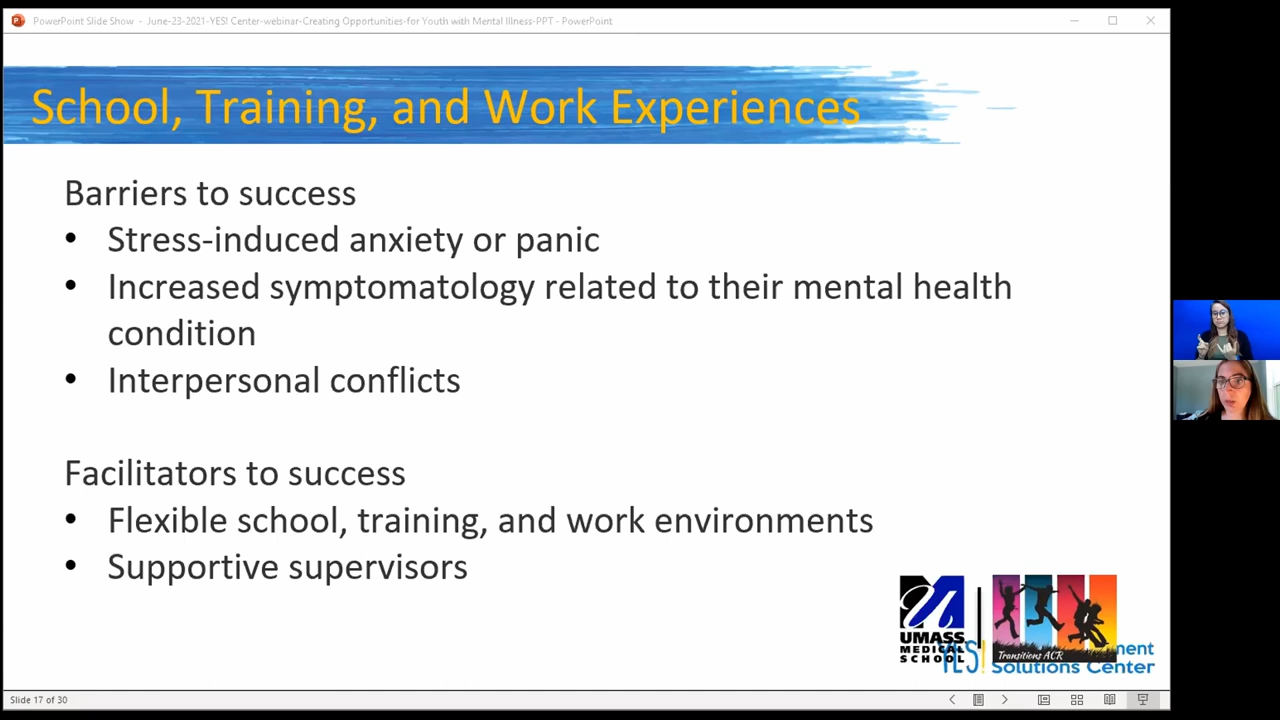 PowerPoint Slide Show - June-23-2021-YES! Center-webinar-Creating Opportunities-for Youth with Mental Illness-PPT - PowerPoint
School, Training, and Work Experiences
Barriers to success
• Stress-induced anxiety or panic
• Increased symptomatology related to their mental health
condition
• Interpersonal conflicts
Facilitators to success
• Flexible school, training, and work environments
• Supportive supervisors
UMASS
MEDICAL
SCHOOL
Transitions ACR
YES! ment
Solutions Center
Slide 17 of 30